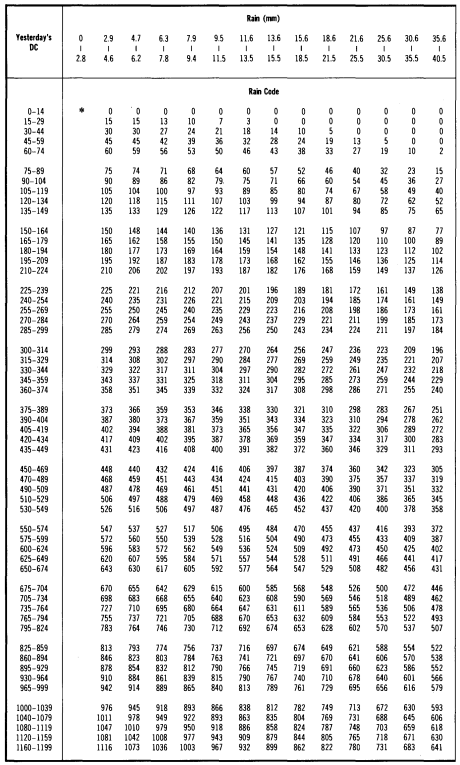 Rain (mm)
Yesterday's 0 2.9 4.7 6.3 7.9 9.5 11.6 13.6 15.6 18.6 21.6 25.6 30.6 35.6
DC | | | | | | | | | | | | | |
2.8 4.6 6.2 7.8 9.4 11.5 13.5 15.5 18.5 21.5 25.5 30.5 35.5 40.5
Rain Code
0–14 * 0 0 0 0 0 0 0 0 0 0 0 0 0
15–29 15 15 13 10 7 3 0 0 0 0 0 0 0
30–44 30 30 27 24 21 18 14 10 5 0 0 0 0
45–59 45 45 42 39 36 32 28 24 19 13 5 0 0
60–74 60 59 56 53 50 46 43 38 33 27 19 10 2
75–89 75 74 71 68 64 60 57 52 46 40 32 23 15
90–104 90 89 86 82 79 75 71 66 60 54 45 36 27
105–119 105 104 100 97 93 89 85 80 74 67 58 49 40
120–134 120 118 115 111 107 103 99 94 87 80 72 62 52
135–149 135 133 129 126 122 117 113 107 101 94 85 75 65
150–164 150 148 144 140 136 131 127 121 115 107 97 87 77
165–179 165 162 158 155 150 145 141 135 128 120 110 100 89
180–194 180 177 173 169 164 159 154 148 141 133 123 112 102
195–209 195 192 187 183 178 173 168 162 155 146 136 125 114
210–224 210 206 202 197 193 187 182 176 168 159 149 137 126
225–239 225 221 216 212 207 201 196 189 181 172 161 149 138
240–254 240 235 231 226 221 215 209 203 194 185 174 161 149
255–269 255 250 245 240 235 229 223 216 208 198 186 173 161
270–284 270 264 259 254 249 243 237 229 221 211 199 185 173
285–299 285 279 274 269 263 256 250 243 234 224 211 197 184
300–314 299 293 288 283 277 270 264 256 247 236 223 209 196
315–329 314 308 302 297 290 284 277 269 259 249 235 221 207
330–344 329 322 317 311 304 297 290 282 272 261 247 232 218
345–359 343 337 331 325 318 311 304 295 285 273 259 244 229
360–374 358 351 345 339 332 324 317 308 298 286 271 255 240
375–389 373 366 359 353 346 338 330 321 310 298 283 267 251
390–404 387 380 373 367 359 351 343 334 323 310 294 278 262
405–419 402 394 388 381 373 365 356 347 335 322 306 289 272
420–434 417 409 402 395 387 378 369 359 347 334 317 300 283
435–449 431 423 416 408 400 391 382 372 360 346 329 311 293
450–469 448 440 432 424 416 406 397 387 374 360 342 323 305
470–489 468 459 451 443 434 424 415 403 390 375 357 337 319
490–509 487 478 469 461 451 441 431 420 406 390 371 351 332
510–529 506 497 488 479 469 458 448 436 422 406 386 365 345
530–549 526 516 506 497 487 476 465 452 437 420 400 378 358
550–574 547 537 527 517 506 495 484 470 455 437 416 393 372
575–599 572 560 550 539 528 516 504 490 473 455 433 409 387
600–624 596 583 572 562 549 536 524 509 492 473 450 425 402
625–649 620 607 595 584 571 557 544 528 511 491 466 441 417
650–674 643 630 617 605 592 577 564 547 529 508 482 456 431
675–704 670 655 642 629 615 600 585 568 548 526 500 472 446
705–734 698 683 668 655 640 623 608 590 569 546 518 489 462
735–764 727 710 695 680 664 647 631 611 589 565 536 506 478
765–794 755 737 721 705 688 670 653 632 609 584 553 522 493
795–824 783 764 746 730 712 692 674 653 628 602 570 537 507
825–859 813 793 774 756 737 716 697 674 649 621 588 554 522
860–894 846 823 803 784 763 741 721 697 670 641 606 570 538
895–929 878 854 832 812 790 766 745 719 691 660 623 586 552
930–964 910 884 861 839 815 790 767 740 710 678 640 601 566
965–999 942 914 889 865 840 813 789 761 729 695 656 616 579
1000–1039 976 945 918 893 866 838 812 782 749 713 672 630 593
1040–1079 1011 978 949 922 893 863 835 804 769 731 688 645 606
1080–1119 1047 1010 979 950 918 886 858 824 787 748 703 659 618
1120–1159 1081 1042 1008 977 943 909 879 844 805 765 718 671 630
1160–1199 1116 1073 1036 1003 967 932 899 862 822 780 731 683 641